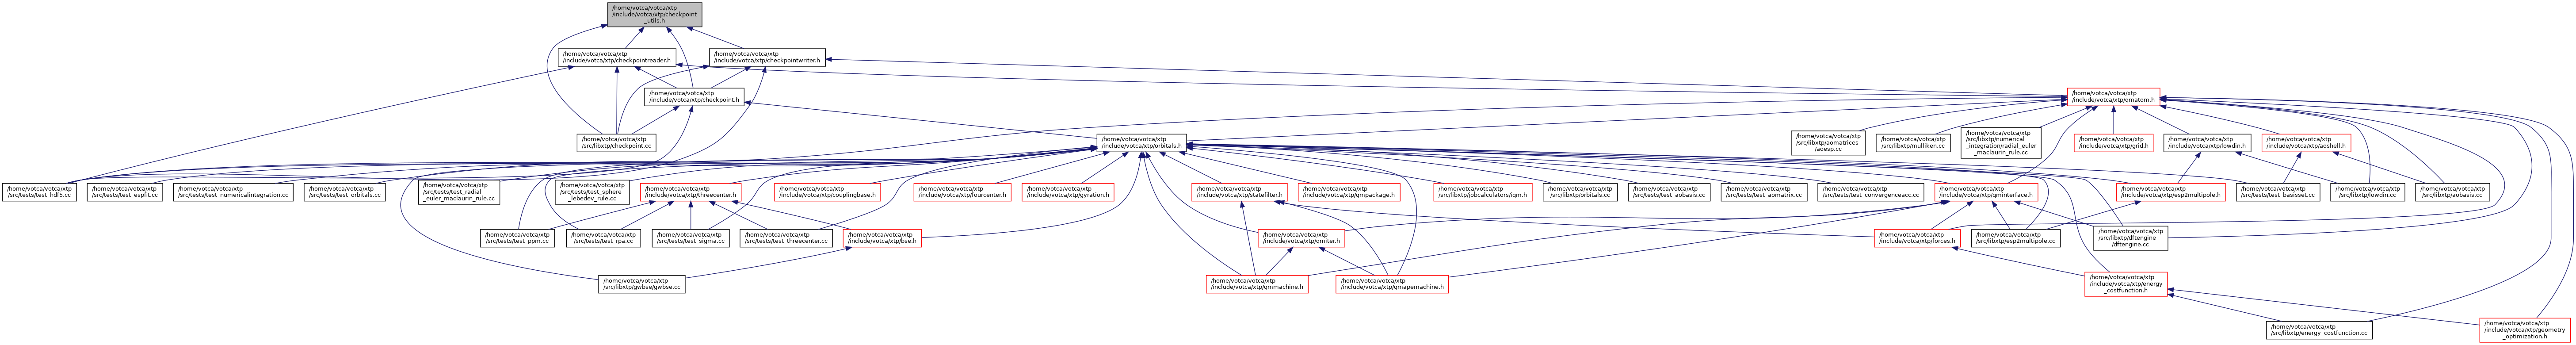 /home/votca/votca/xtp
/include/votca/xtp/checkpoint
_utils.h
/home/votca/votca/xtp
/include/votca/xtp/checkpointreader.h
/home/votca/votca/xtp
/include/votca/xtp/checkpointwriter.h
/home/votca/votca/xtp
/include/votca/xtp/checkpoint.h
/home/votca/votca/xtp
/include/votca/xtp/qmatom.h
/home/votca/votca/xtp
/src/libxtp/checkpoint.cc
/home/votca/votca/xtp
/include/votca/xtp/orbitals.h
/home/votca/votca/xtp
/src/libxtp/aomatrices
/aoesp.cc
/home/votca/votca/xtp
/src/libxtp/mulliken.cc
/home/votca/votca/xtp
/src/libxtp/numerical
_integration/radial_euler
_maclaurin_rule.cc
/home/votca/votca/xtp
/include/votca/xtp/grid.h
/home/votca/votca/xtp
/include/votca/xtp/lowdin.h
/home/votca/votca/xtp
/include/votca/xtp/aoshell.h
/home/votca/votca/xtp
/src/tests/test_hdf5.cc
/home/votca/votca/xtp
/src/tests/test_espfit.cc
/home/votca/votca/xtp
/src/tests/test_numericalintegration.cc
/home/votca/votca/xtp
/src/tests/test_orbitals.cc
/home/votca/votca/xtp
/src/tests/test_radial
_euler_maclaurin_rule.cc
/home/votca/votca/xtp
/src/tests/test_sphere
_lebedev_rule.cc
/home/votca/votca/xtp
/include/votca/xtp/threecenter.h
/home/votca/votca/xtp
/include/votca/xtp/couplingbase.h
/home/votca/votca/xtp
/include/votca/xtp/fourcenter.h
/home/votca/votca/xtp
/include/votca/xtp/gyration.h
/home/votca/votca/xtp
/include/votca/xtp/statefilter.h
/home/votca/votca/xtp
/include/votca/xtp/qmpackage.h
/home/votca/votca/xtp
/src/libxtp/jobcalculators/iqm.h
/home/votca/votca/xtp
/src/libxtp/orbitals.cc
/home/votca/votca/xtp
/src/tests/test_aobasis.cc
/home/votca/votca/xtp
/src/tests/test_aomatrix.cc
/home/votca/votca/xtp
/src/tests/test_convergenceacc.cc
/home/votca/votca/xtp
/include/votca/xtp/qminterface.h
/home/votca/votca/xtp
/include/votca/xtp/esp2multipole.h
/home/votca/votca/xtp
/src/tests/test_basisset.cc
/home/votca/votca/xtp
/src/libxtp/lowdin.cc
/home/votca/votca/xtp
/src/libxtp/aobasis.cc
/home/votca/votca/xtp
/src/tests/test_ppm.cc
/home/votca/votca/xtp
/src/tests/test_rpa.cc
/home/votca/votca/xtp
/src/tests/test_sigma.cc
/home/votca/votca/xtp
/src/tests/test_threecenter.cc
/home/votca/votca/xtp
/include/votca/xtp/bse.h
/home/votca/votca/xtp
/include/votca/xtp/qmiter.h
/home/votca/votca/xtp
/include/votca/xtp/forces.h
/home/votca/votca/xtp
/src/libxtp/esp2multipole.cc
/home/votca/votca/xtp
/src/libxtp/dftengine
/dftengine.cc
/home/votca/votca/xtp
/src/libxtp/gwbse/gwbse.cc
/home/votca/votca/xtp
/include/votca/xtp/qmmachine.h
/home/votca/votca/xtp
/include/votca/xtp/qmapemachine.h
/home/votca/votca/xtp
/include/votca/xtp/energy
_costfunction.h
/home/votca/votca/xtp
/src/libxtp/energy_costfunction.cc
/home/votca/votca/xtp
/include/votca/xtp/geometry
_optimization.h